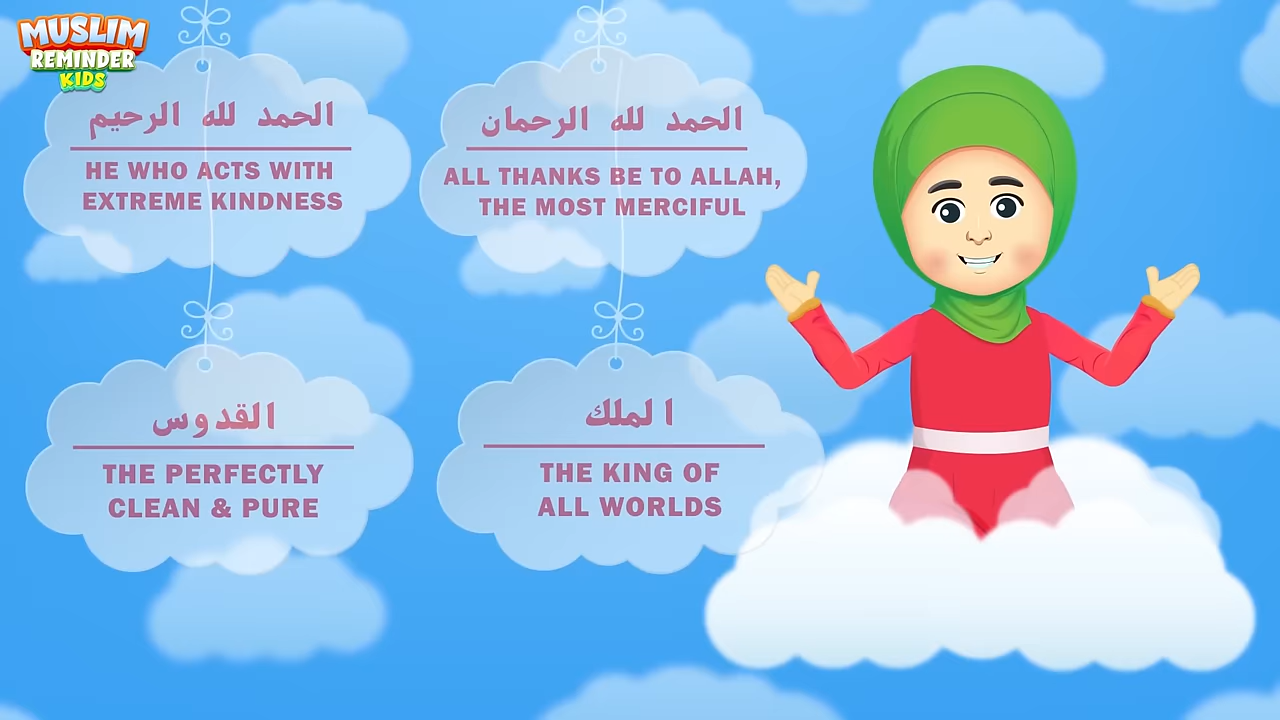 MUSLIM
REMINDER
KIDS
الحمد لله الرحيم
HE WHO ACTS WITH
EXTREME KINDNESS
الحمد لله الرحمان
ALL THANKS BE TO ALLAH,
THE MOST MERCIFUL
القدوس
THE PERFECTLY
CLEAN & PURE
الملك
THE KING OF
ALL WORLDS